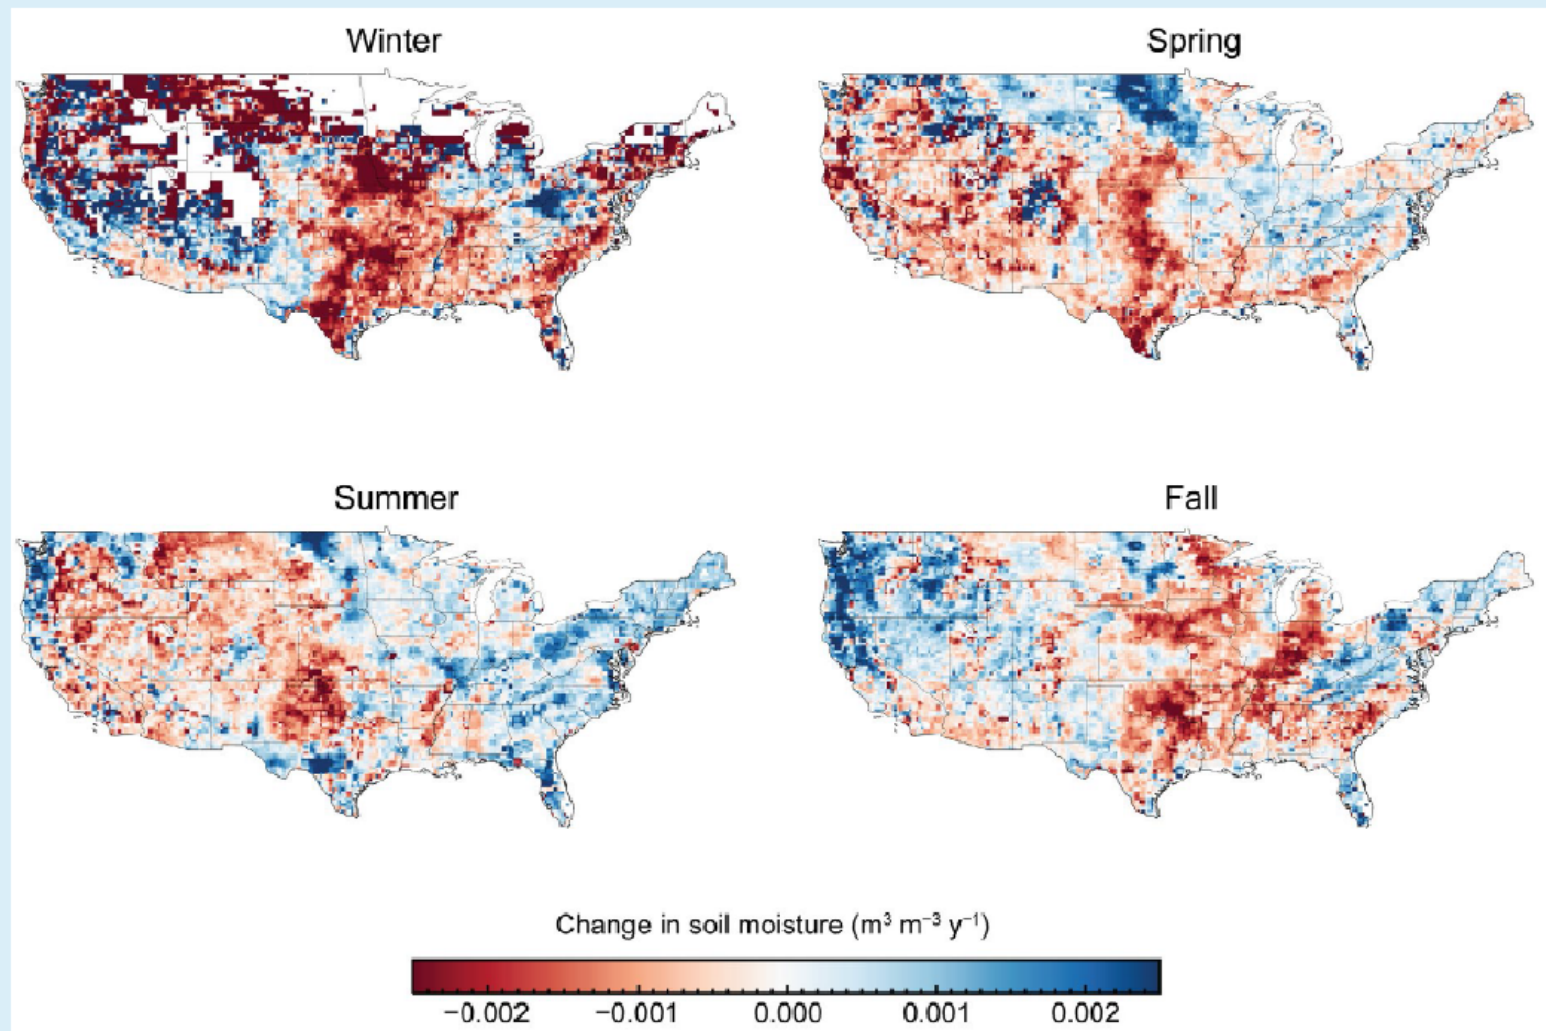 Winter
Spring
Summer
Fall
Change in soil moisture (m³ m⁻³ y⁻¹)
−0.002 −0.001 0.000 0.001 0.002